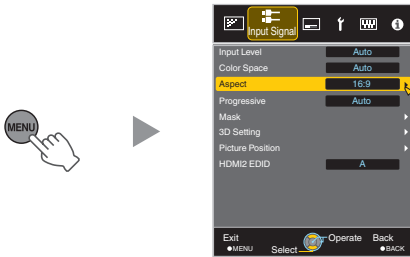 MENU
Input Signal
Input Level Auto
Color Space Auto
Aspect 16:9
Progressive Auto
Mask
3D Setting
Picture Position
HDMI2 EDID A
Exit Operate Back
●MENU Select ●BACK